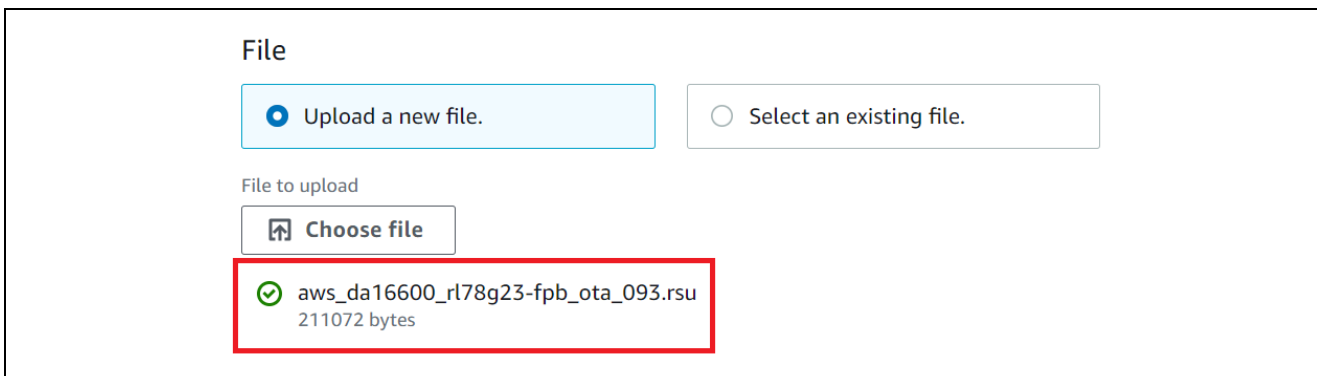 File
Upload a new file.
Select an existing file.
File to upload
Choose file
aws_da16600_rl78g23-fpb_ota_093.rsu
211072 bytes